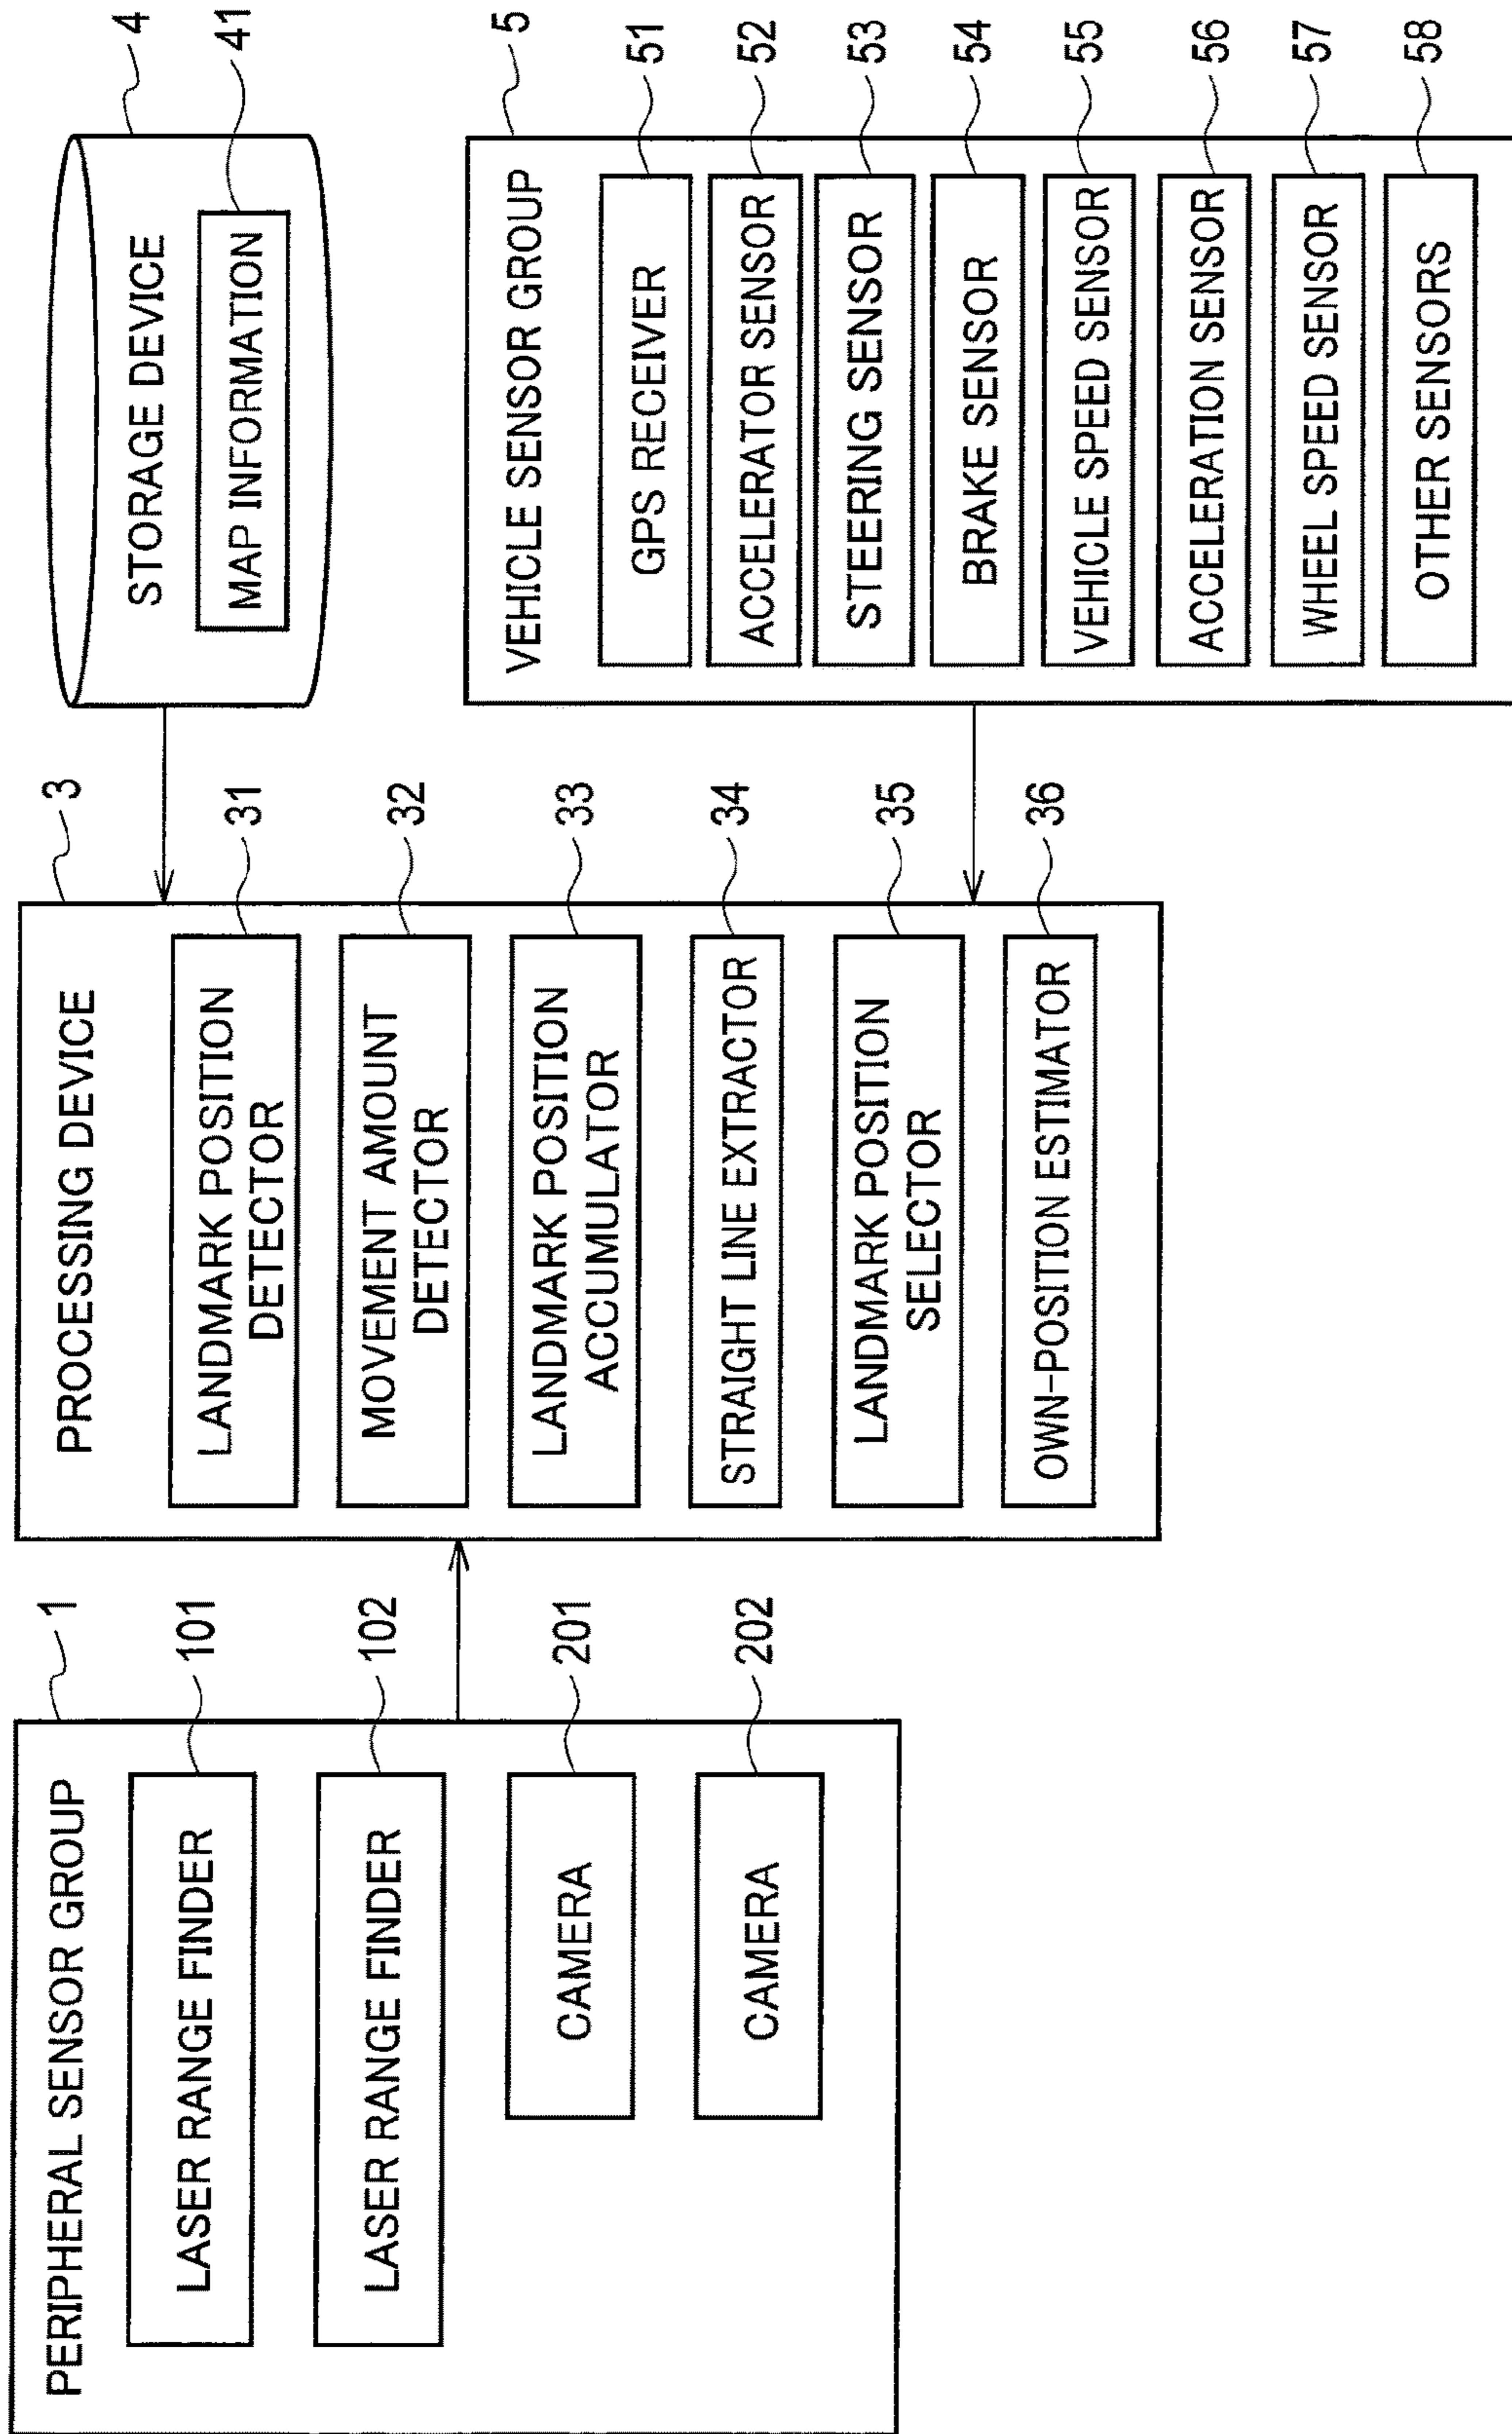 PERIPHERAL SENSOR GROUP
1
LASER RANGE FINDER
101
LASER RANGE FINDER
102
CAMERA
201
CAMERA
202
PROCESSING DEVICE
3
LANDMARK POSITION
DETECTOR
31
MOVEMENT AMOUNT
DETECTOR
32
LANDMARK POSITION
ACCUMULATOR
33
STRAIGHT LINE EXTRACTOR
34
LANDMARK POSITION
SELECTOR
35
OWN-POSITION ESTIMATOR
36
STORAGE DEVICE
4
MAP INFORMATION
41
VEHICLE SENSOR GROUP
5
GPS RECEIVER
51
ACCELERATOR SENSOR
52
STEERING SENSOR
53
BRAKE SENSOR
54
VEHICLE SPEED SENSOR
55
ACCELERATION SENSOR
56
WHEEL SPEED SENSOR
57
OTHER SENSORS
58